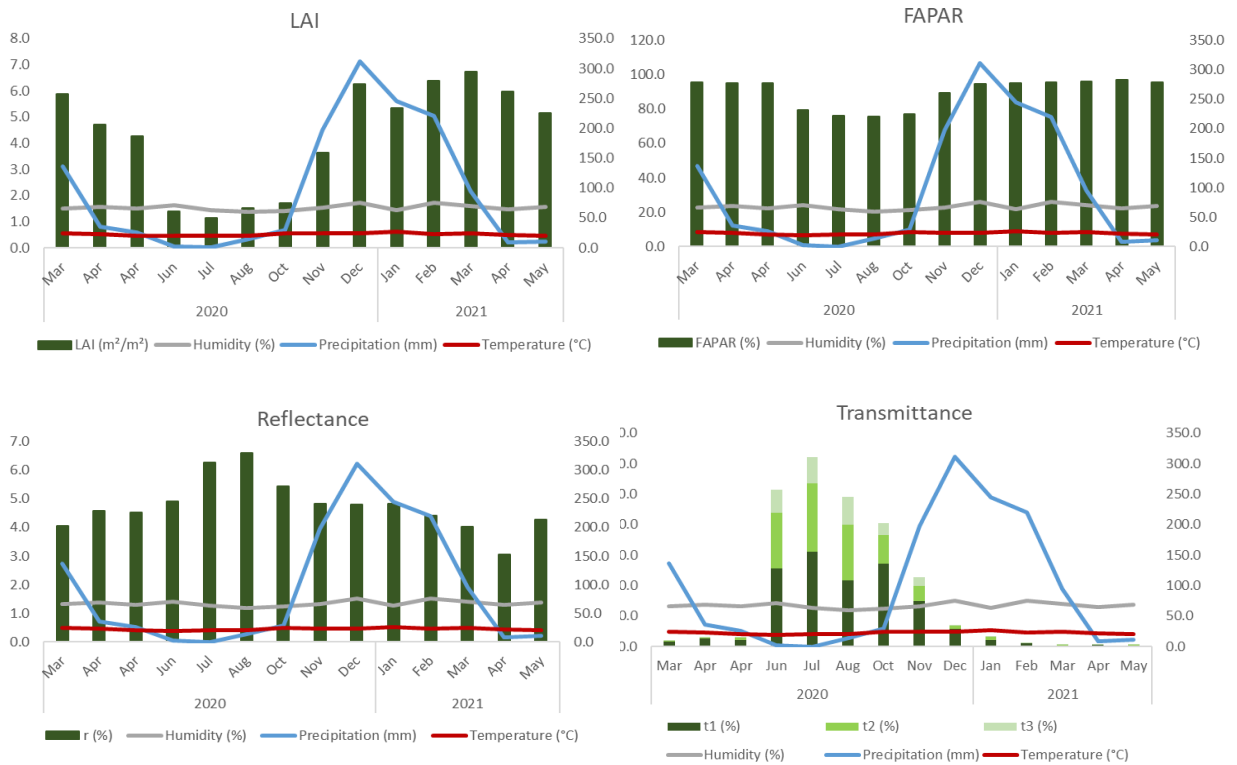 LAI
8.0 350.0
7.0 300.0
6.0 250.0
5.0 200.0
4.0
3.0 150.0
2.0 100.0
1.0 50.0
0.0 0.0
Mar Apr Apr Jun Jul Aug Oct Nov Dec Jan Feb Mar Apr May
2020 2021
LAI (m²/m²) Humidity (%) Precipitation (mm) Temperature (°C)
FAPAR
120.0 350.0
100.0 300.0
80.0 250.0
60.0 200.0
40.0 150.0
20.0 100.0
0.0 50.0
0.0
Mar Apr Apr Jun Jul Aug Oct Nov Dec Jan Feb Mar Apr May
2020 2021
FAPAR (%) Humidity (%) Precipitation (mm) Temperature (°C)
Reflectance
7.0 350.0
6.0 300.0
5.0 250.0
4.0 200.0
3.0 150.0
2.0 100.0
1.0 50.0
0.0 0.0
Mar Apr Apr Jun Jul Aug Oct Nov Dec Jan Feb Mar Apr May
2020 2021
r (%) Humidity (%) Precipitation (mm) Temperature (°C)
Transmittance
.0 350.0
.0 300.0
.0 250.0
.0 200.0
.0 150.0
.0 100.0
.0 50.0
.0 0.0
Mar Apr Apr Jun Jul Aug Oct Nov Dec Jan Feb Mar Apr May
2020 2021
t1 (%) t2 (%) t3 (%)
Humidity (%) Precipitation (mm) Temperature (°C)